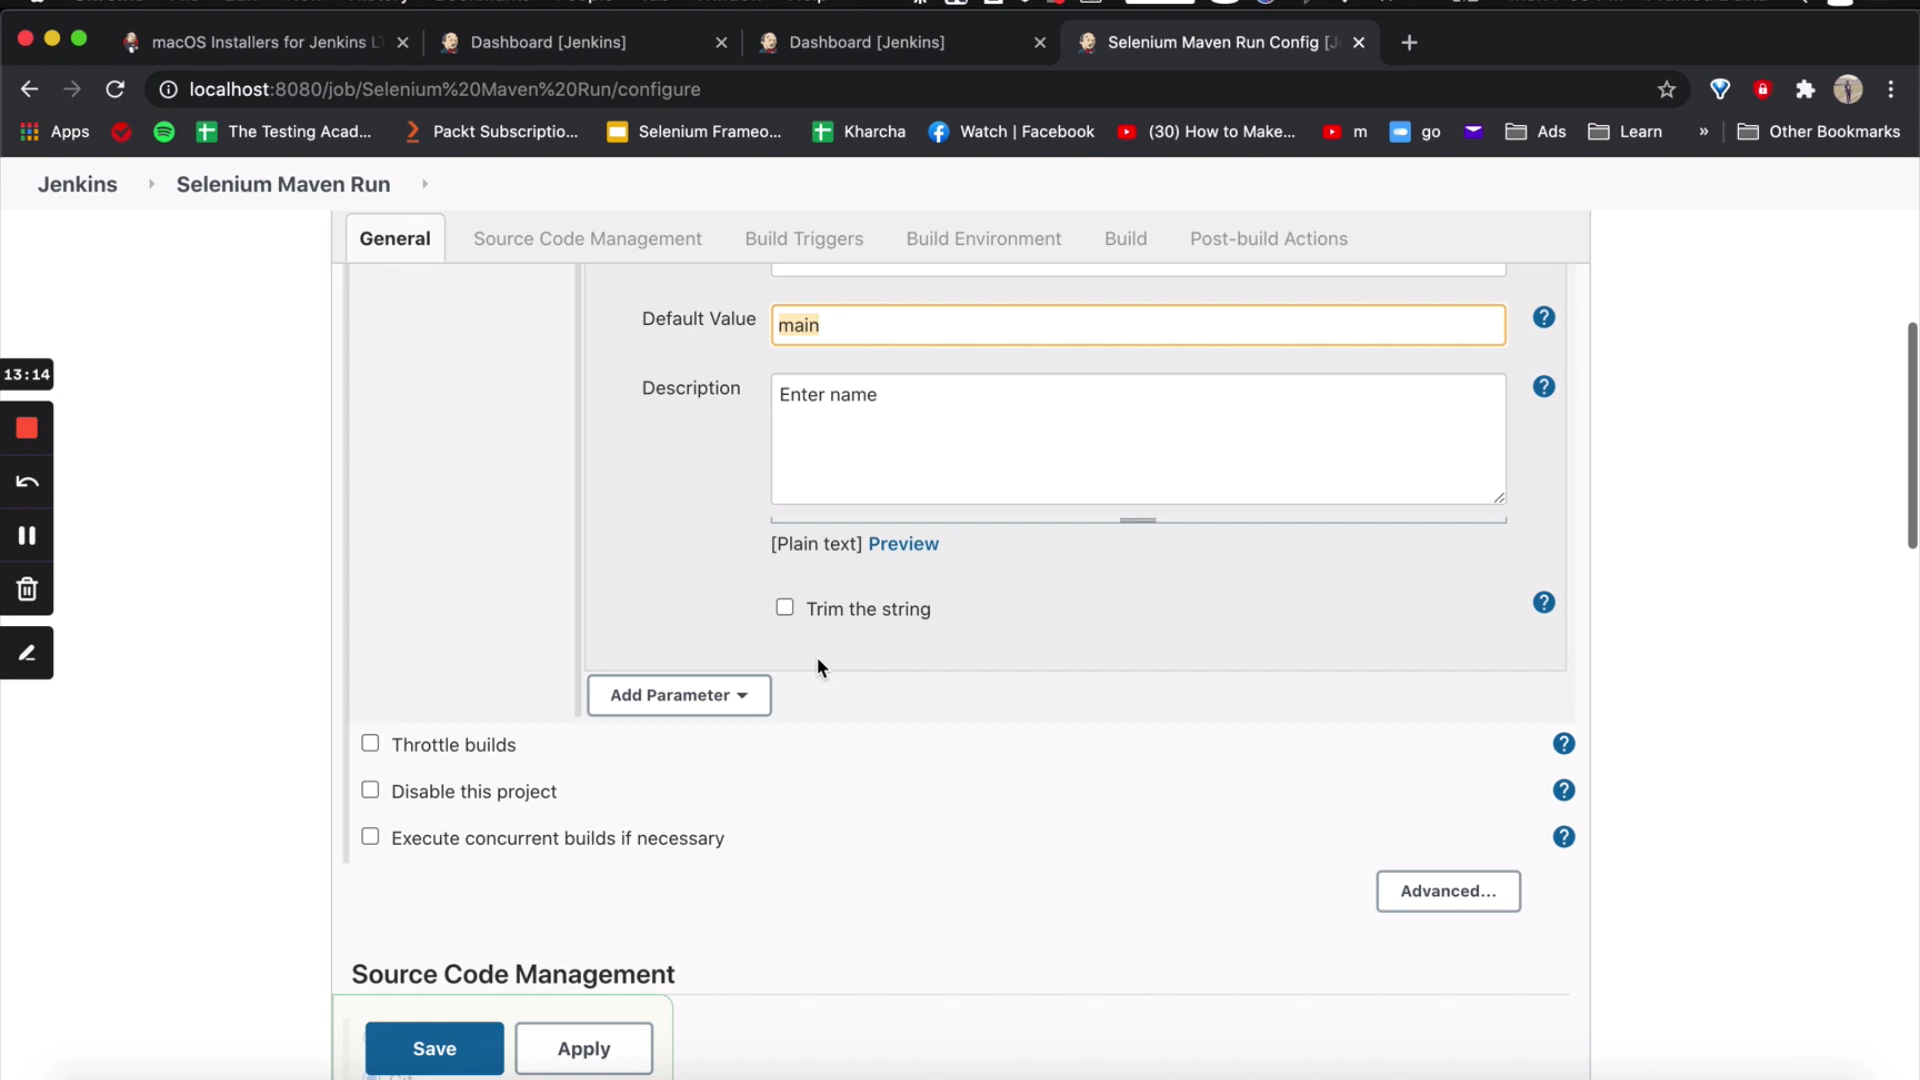 macOS Installers for Jenkins LT
Dashboard [Jenkins]
Dashboard [Jenkins]
Selenium Maven Run Config [J
localhost:8080/job/Selenium%20Maven%20Run/configure
Apps
The Testing Acad...
Packt Subscriptio...
Selenium Frameo...
Kharcha
Watch | Facebook
(30) How to Make...
m
go
Ads
Learn
»
Other Bookmarks
Jenkins
Selenium Maven Run
General
Source Code Management
Build Triggers
Build Environment
Build
Post-build Actions
Default Value
main
?
13:14
Description
Enter name
?
[Plain text] Preview
Trim the string
?
Add Parameter
Throttle builds
?
Disable this project
?
Execute concurrent builds if necessary
?
Advanced...
Source Code Management
Save
Apply